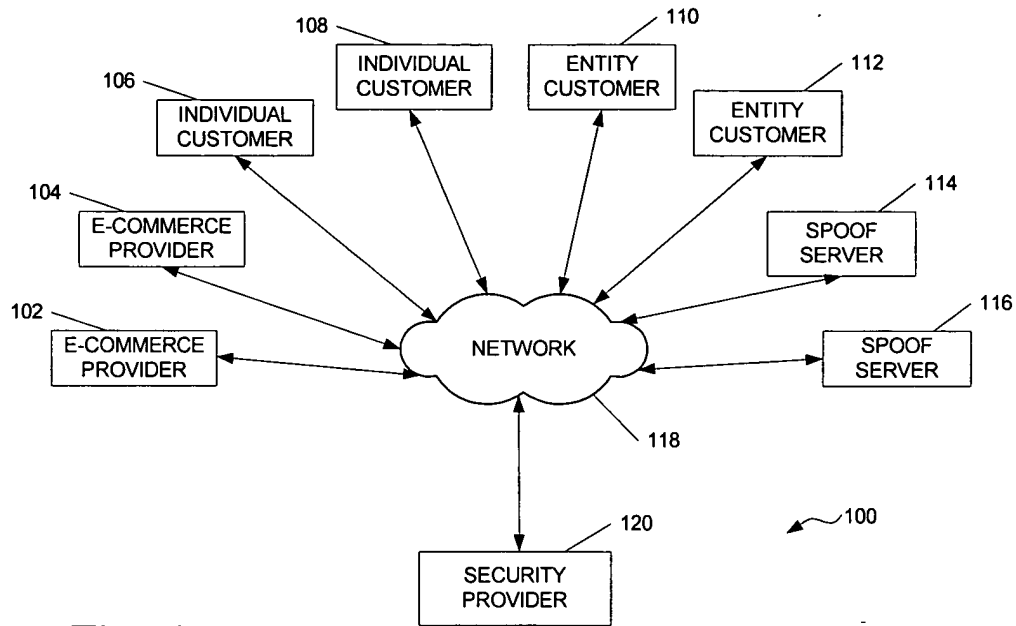 108
110
INDIVIDUAL
CUSTOMER
ENTITY
CUSTOMER
106
112
INDIVIDUAL
CUSTOMER
ENTITY
CUSTOMER
104
114
E-COMMERCE
PROVIDER
SPOOF
SERVER
102
116
E-COMMERCE
PROVIDER
NETWORK
SPOOF
SERVER
118
120
100
SECURITY
PROVIDER